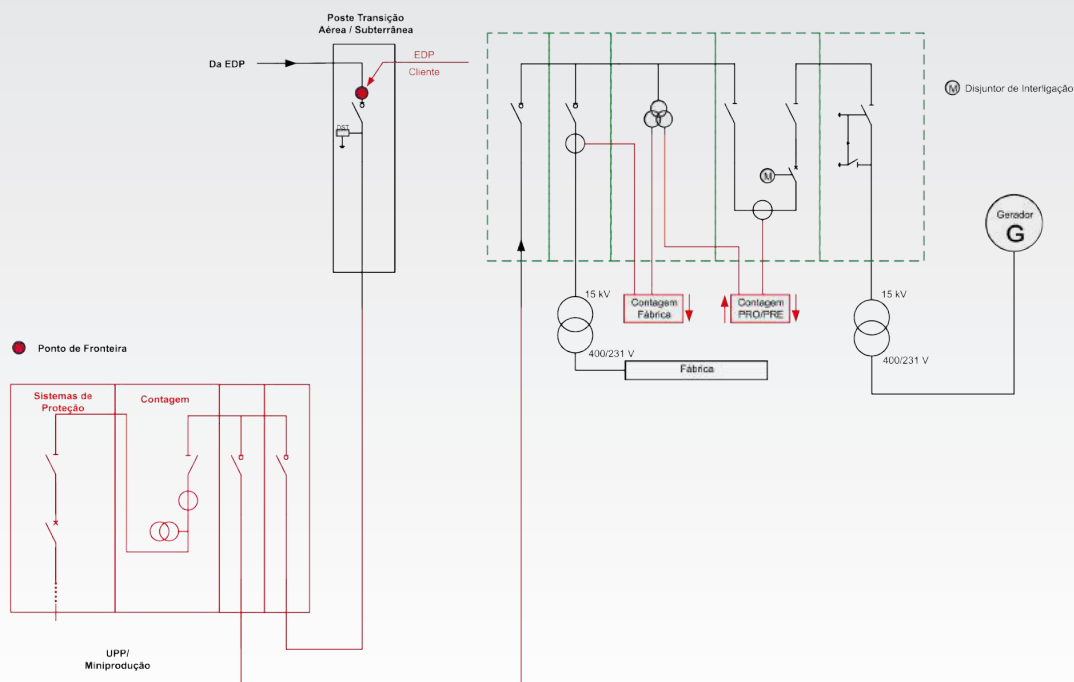 Poste Transição
Aérea / Subterrânea
Da EDP
EDP
Cliente
DST
M
M Disjuntor de Interligação
Gerador
G
15 kV
400/231 V
Contagem
Fábrica
Contagem
PRO/PRE
15 kV
400/231 V
Fábrica
Ponto de Fronteira
Sistemas de
Proteção
Contagem
UPP/
Miniprodução